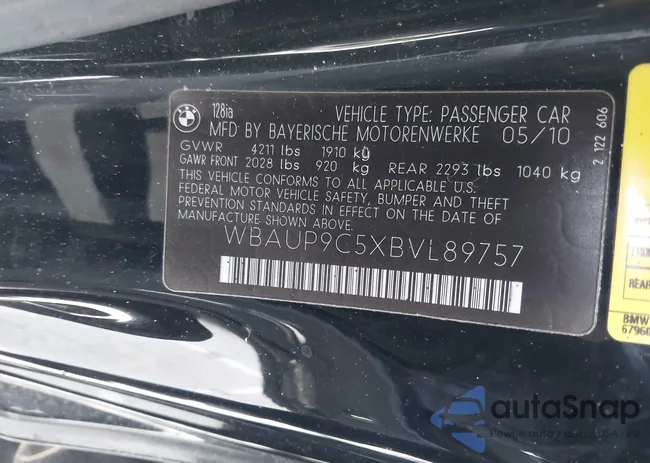 BMW 128ia VEHICLE TYPE: PASSENGER CAR
MFD BY BAYERISCHE MOTORENWERKE 05/10
GVWR 4211 lbs 1910 kg
GAWR FRONT 2028 lbs 920 kg REAR 2293 lbs 1040 kg
THIS VEHICLE CONFORMS TO ALL APPLICABLE U.S.
FEDERAL MOTOR VEHICLE SAFETY, BUMPER AND THEFT
PREVENTION STANDARDS IN EFFECT ON THE DATE OF
MANUFACTURE SHOWN ABOVE.
WBAUP9C5XBVL89757
2 122 606
REAR
BMW
6796
autoSnap